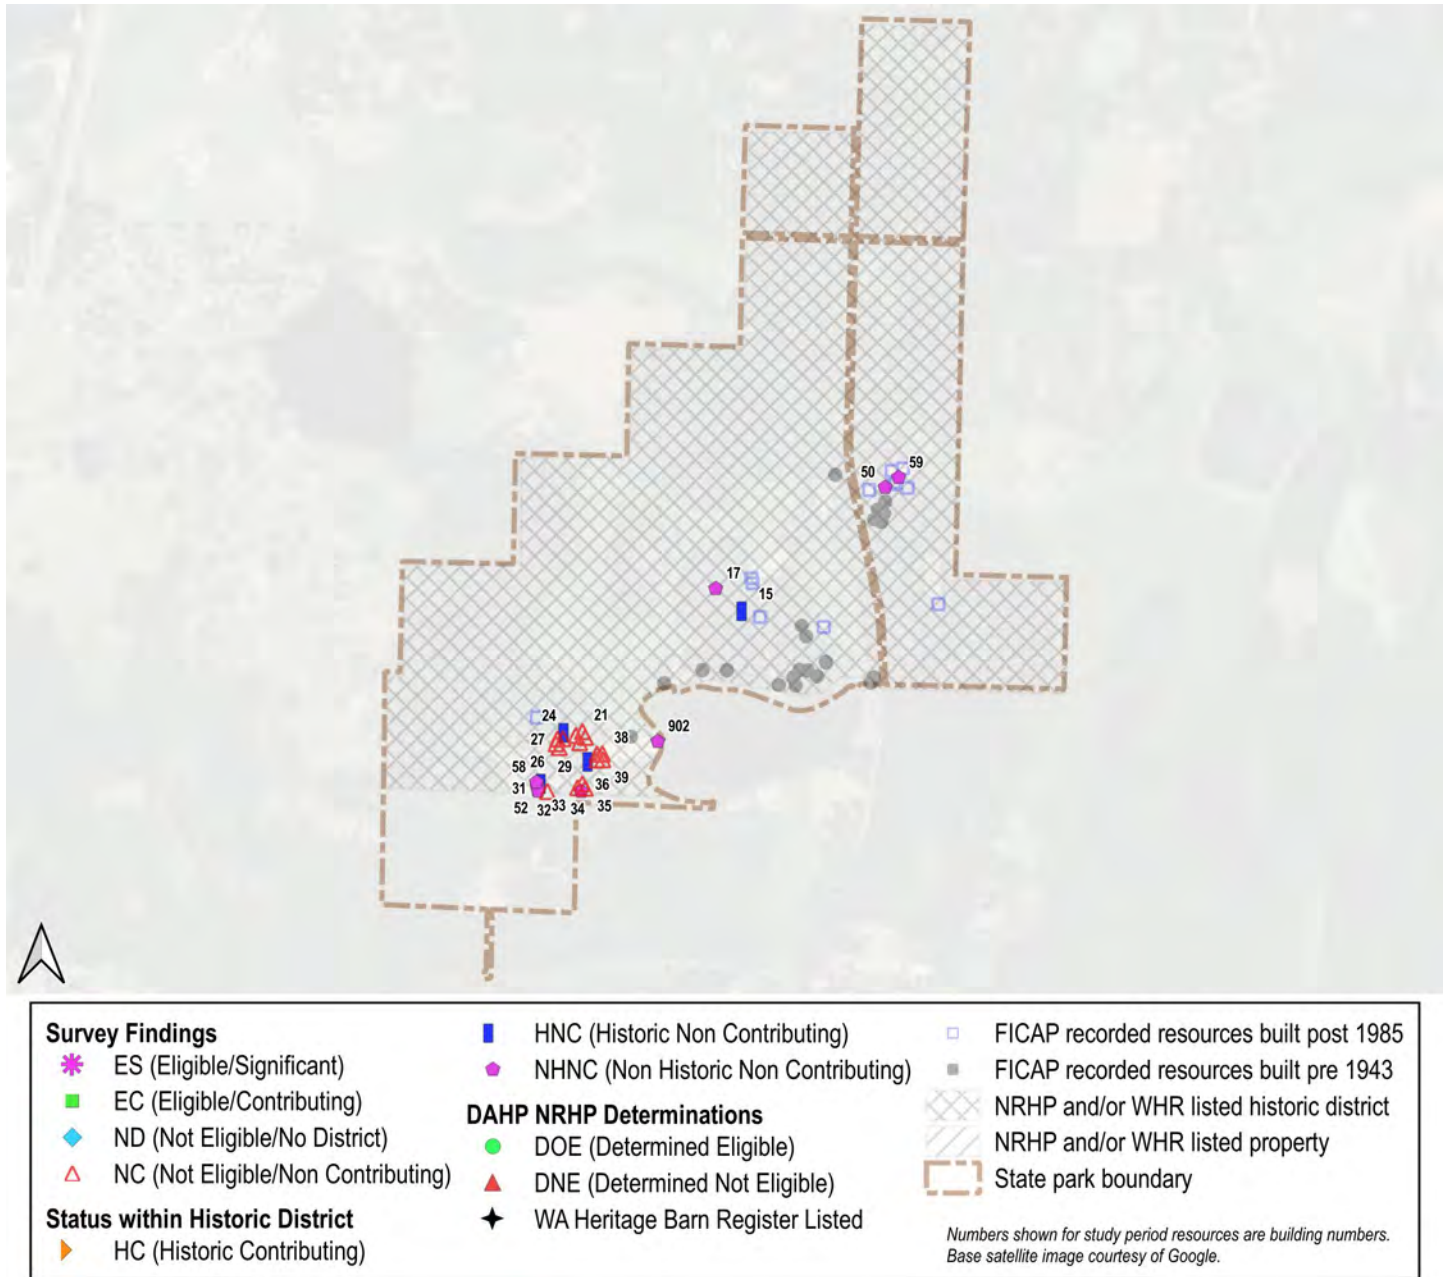 59
50
17
15
24
21
902
27
38
26
29
58
39
31
36
52
32
33
34
35
Survey Findings
ES (Eligible/Significant)
EC (Eligible/Contributing)
ND (Not Eligible/No District)
NC (Not Eligible/Non Contributing)
Status within Historic District
HC (Historic Contributing)
HNC (Historic Non Contributing)
NHNC (Non Historic Non Contributing)
DAHP NRHP Determinations
DOE (Determined Eligible)
DNE (Determined Not Eligible)
WA Heritage Barn Register Listed
FICAP recorded resources built post 1985
FICAP recorded resources built pre 1943
NRHP and/or WHR listed historic district
NRHP and/or WHR listed property
State park boundary
Numbers shown for study period resources are building numbers.
Base satellite image courtesy of Google.